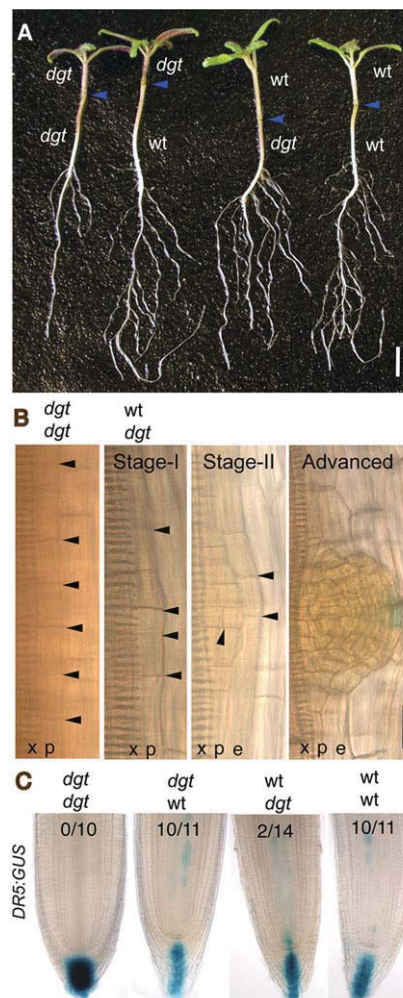 A
dgt dgt wt wt
dgt wt dgt wt
B
dgt wt
dgt dgt
Stage-I Stage-II Advanced
x p x p x p e x p e
C
dgt dgt wt wt
dgt wt dgt wt
0/10 10/11 2/14 10/11
DR5:GUS